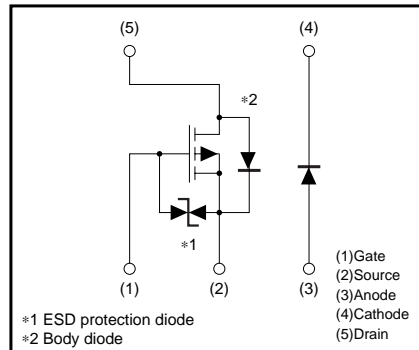 (5) (4)
∗2
∗1
(1) (2) (3)
(1)Gate
(2)Source
(3)Anode
(4)Cathode
(5)Drain
∗1 ESD protection diode
∗2 Body diode